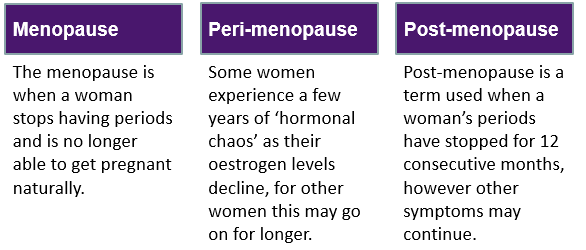 Menopause
The menopause is
when a woman
stops having periods
and is no longer
able to get pregnant
naturally.
Peri-menopause
Some women
experience a few
years of ‘hormonal
chaos’ as their
oestrogen levels
decline, for other
women this may go
on for longer.
Post-menopause
Post-menopause is a
term used when a
woman’s periods
have stopped for 12
consecutive months,
however other
symptoms may
continue.